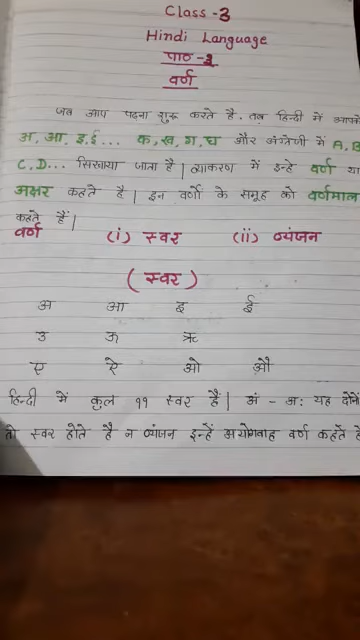 Class - 3
Hindi Language
पाठ - 2
वर्ण
जब आप पढ़ना शुरू करते है. तब हिन्दी में आपको
अ, आ, इ, ई... क, ख, ग, घ और अंग्रेजी में A, B
C, D... सिखाया जाता है | व्याकरण में इन्हे वर्ण या
अक्षर कहते है | इन वर्णो के समूह को वर्णमाल
कहते हैं |
वर्ण (i) स्वर (ii) व्यंजन
( स्वर )
अ आ इ ई
उ ऊ ऋ
ए ऐ ओ औ
हिन्दी में कुल ११ स्वर हैं | अं - अः यह दोनों
तो स्वर होते है न व्यंजन इन्हें अयोगवाह वर्ण कहते है